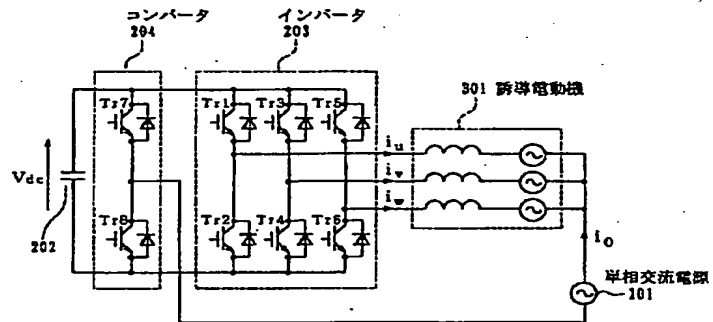 コンバータ
204
インバータ
203
Tr7
Tr1
Tr3
Tr5
301 誘導電動機
iu
iv
iw
Vdc
202
Tr8
Tr2
Tr4
Tr6
i0
単相交流電源
101